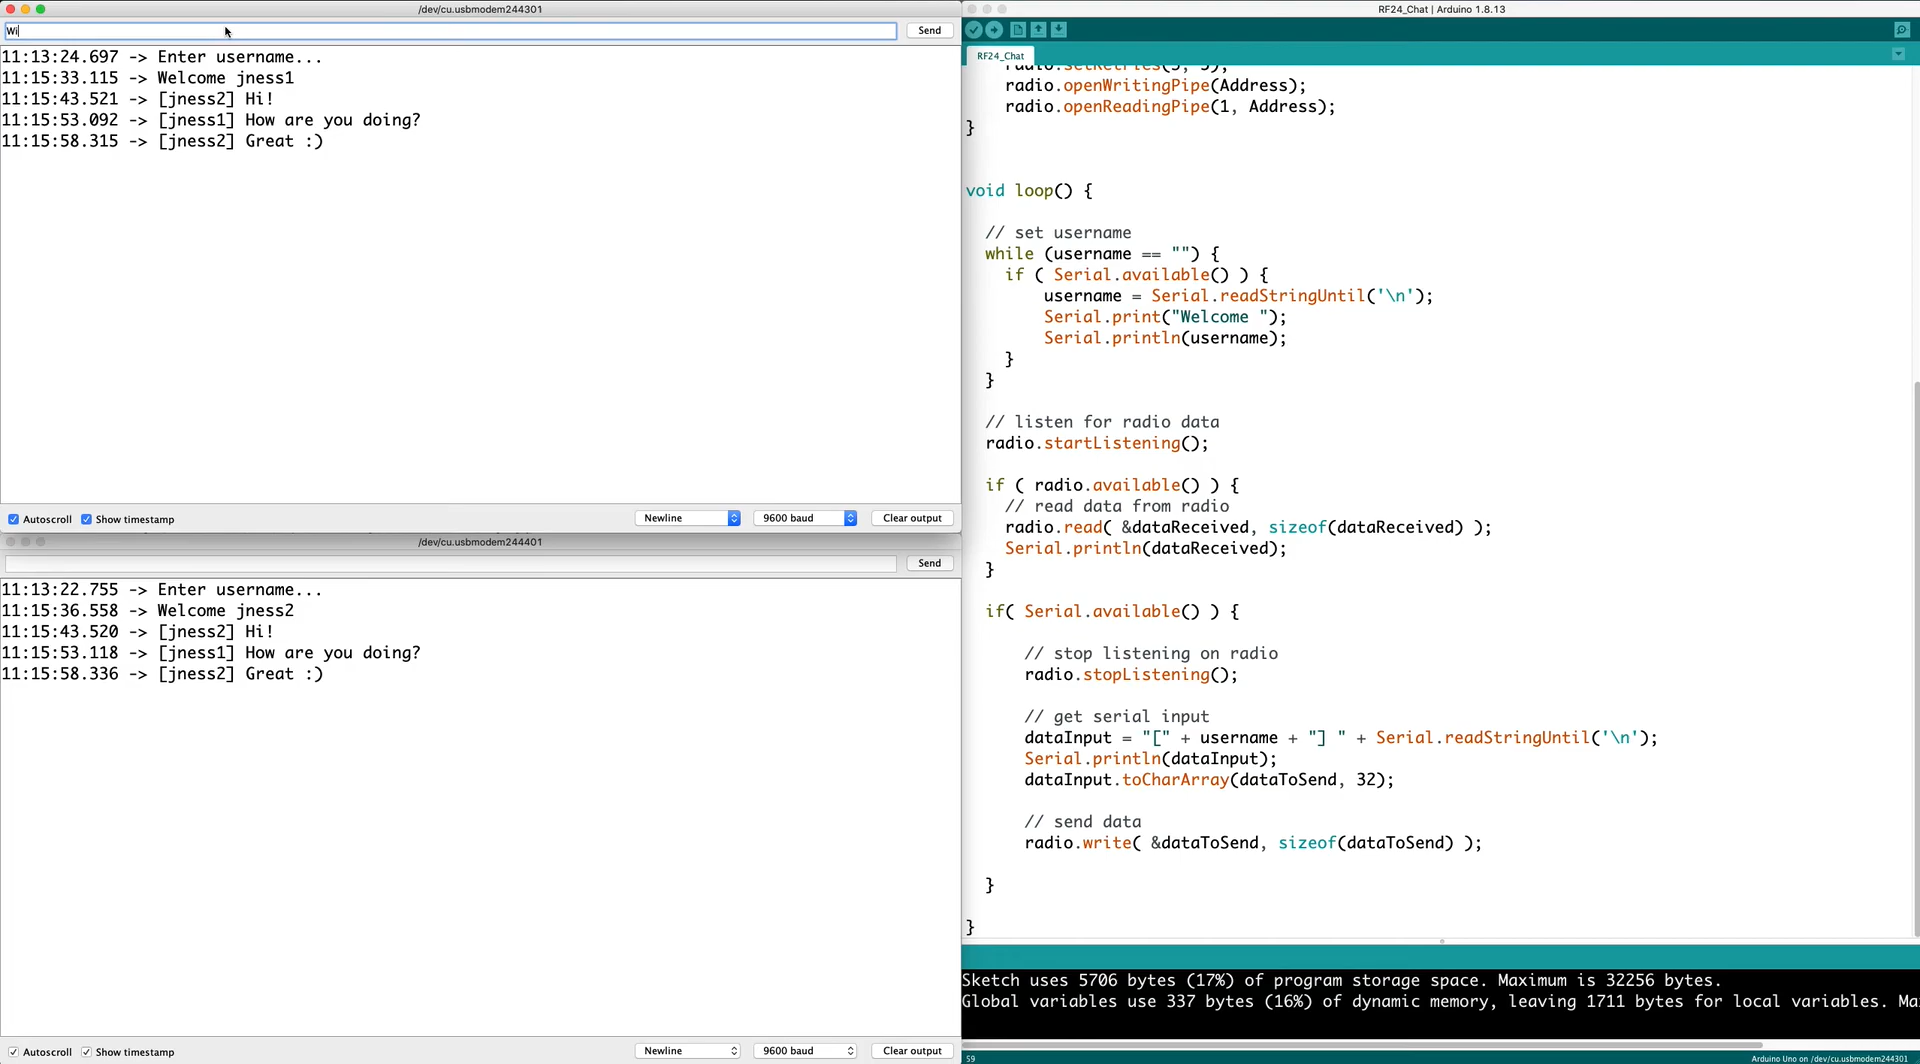 /dev/cu.usbmodem244301
Wi
Send
11:13:24.697 -> Enter username...
11:15:33.115 -> Welcome jness1
11:15:43.521 -> [jness2] Hi!
11:15:53.092 -> [jness1] How are you doing?
11:15:58.315 -> [jness2] Great :)
Autoscroll
Show timestamp
Newline
9600 baud
Clear output
/dev/cu.usbmodem244401
Send
11:13:22.755 -> Enter username...
11:15:36.558 -> Welcome jness2
11:15:43.520 -> [jness2] Hi!
11:15:53.118 -> [jness1] How are you doing?
11:15:58.336 -> [jness2] Great :)
Autoscroll
Show timestamp
Newline
9600 baud
Clear output
RF24_Chat | Arduino 1.8.13
RF24_Chat
radio.openWritingPipe(Address);
radio.openReadingPipe(1, Address);
}
void loop() {
// set username
while (username == "") {
if ( Serial.available() ) {
username = Serial.readStringUntil('\n');
Serial.print("Welcome ");
Serial.println(username);
}
}
// listen for radio data
radio.startListening();
if ( radio.available() ) {
// read data from radio
radio.read( &dataReceived, sizeof(dataReceived) );
Serial.println(dataReceived);
}
if( Serial.available() ) {
// stop listening on radio
radio.stopListening();
// get serial input
dataInput = "[" + username + "] " + Serial.readStringUntil('\n');
Serial.println(dataInput);
dataInput.toCharArray(dataToSend, 32);
// send data
radio.write( &dataToSend, sizeof(dataToSend) );
}
}
Sketch uses 5706 bytes (17%) of program storage space. Maximum is 32256 bytes.
Global variables use 337 bytes (16%) of dynamic memory, leaving 1711 bytes for local variables. Ma
59
Arduino Uno on /dev/cu.usbmodem244301